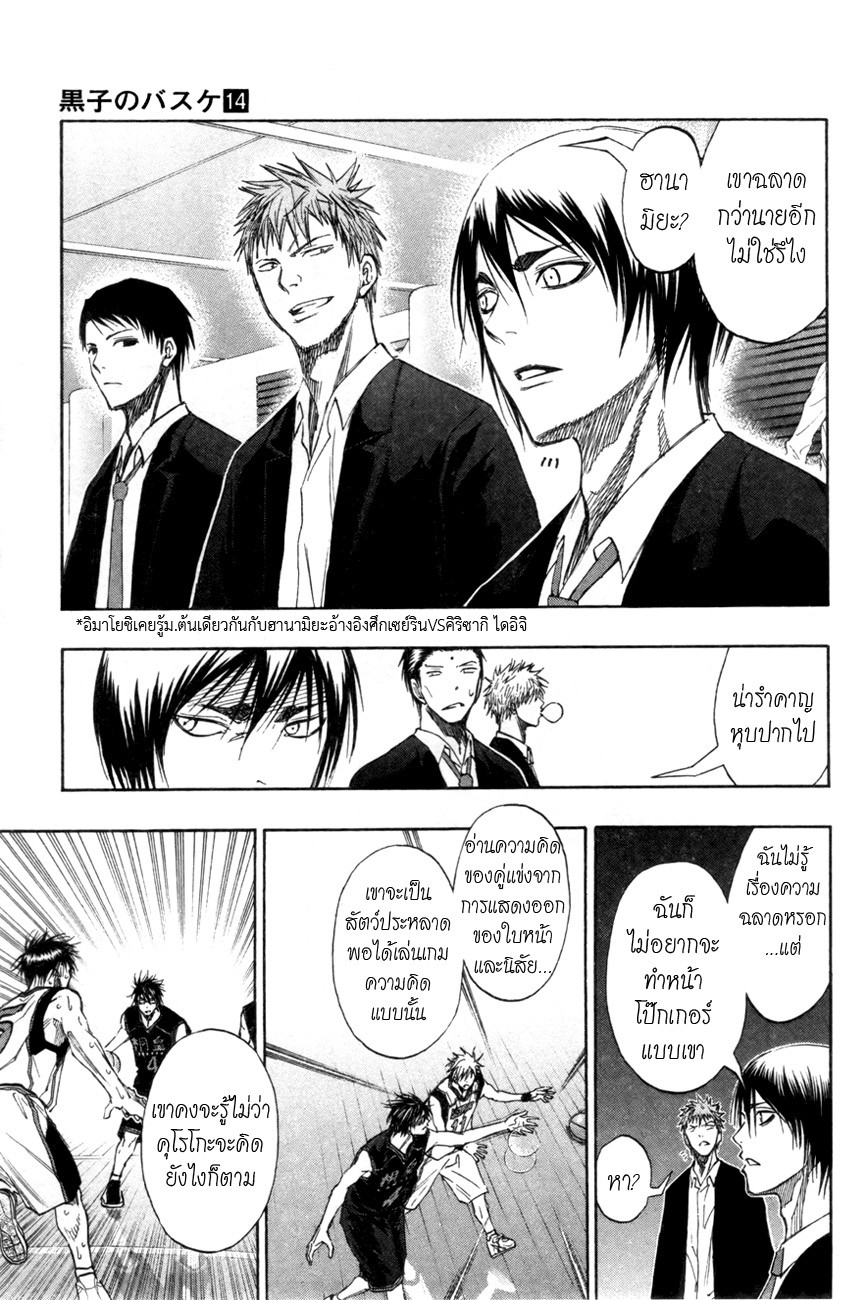 黒子のバスケ14
เขาฉลาด
กว่านายอีก
ไม่ใช่รึไง
ฮานา
มิยะ?
*อิมาโยชิเคยรู้ม.ต้นเดียวกันกับฮานามิยะอ้างอิงศึกเซย์รินVSคิริซากิ ไดอิจิ
น่ารำคาญ
หุบปากไป
ฉันไม่รู้
เรื่องความ
ฉลาดหรอก
...แต่
ฉันก็
ไม่อยากจะ
ทำหน้า
โป๊กเกอร์
แบบเขา
หา?
อ่านความคิด
ของคู่แข่งจาก
การแสดงออก
ของใบหน้า
และนิสัย...
เขาจะเป็น
สัตว์ประหลาด
พอได้เล่นเกม
ความคิด
แบบนั้น
เขาคงจะรู้ไม่ว่า
คุโรโกะจะคิด
ยังไงก็ตาม
4